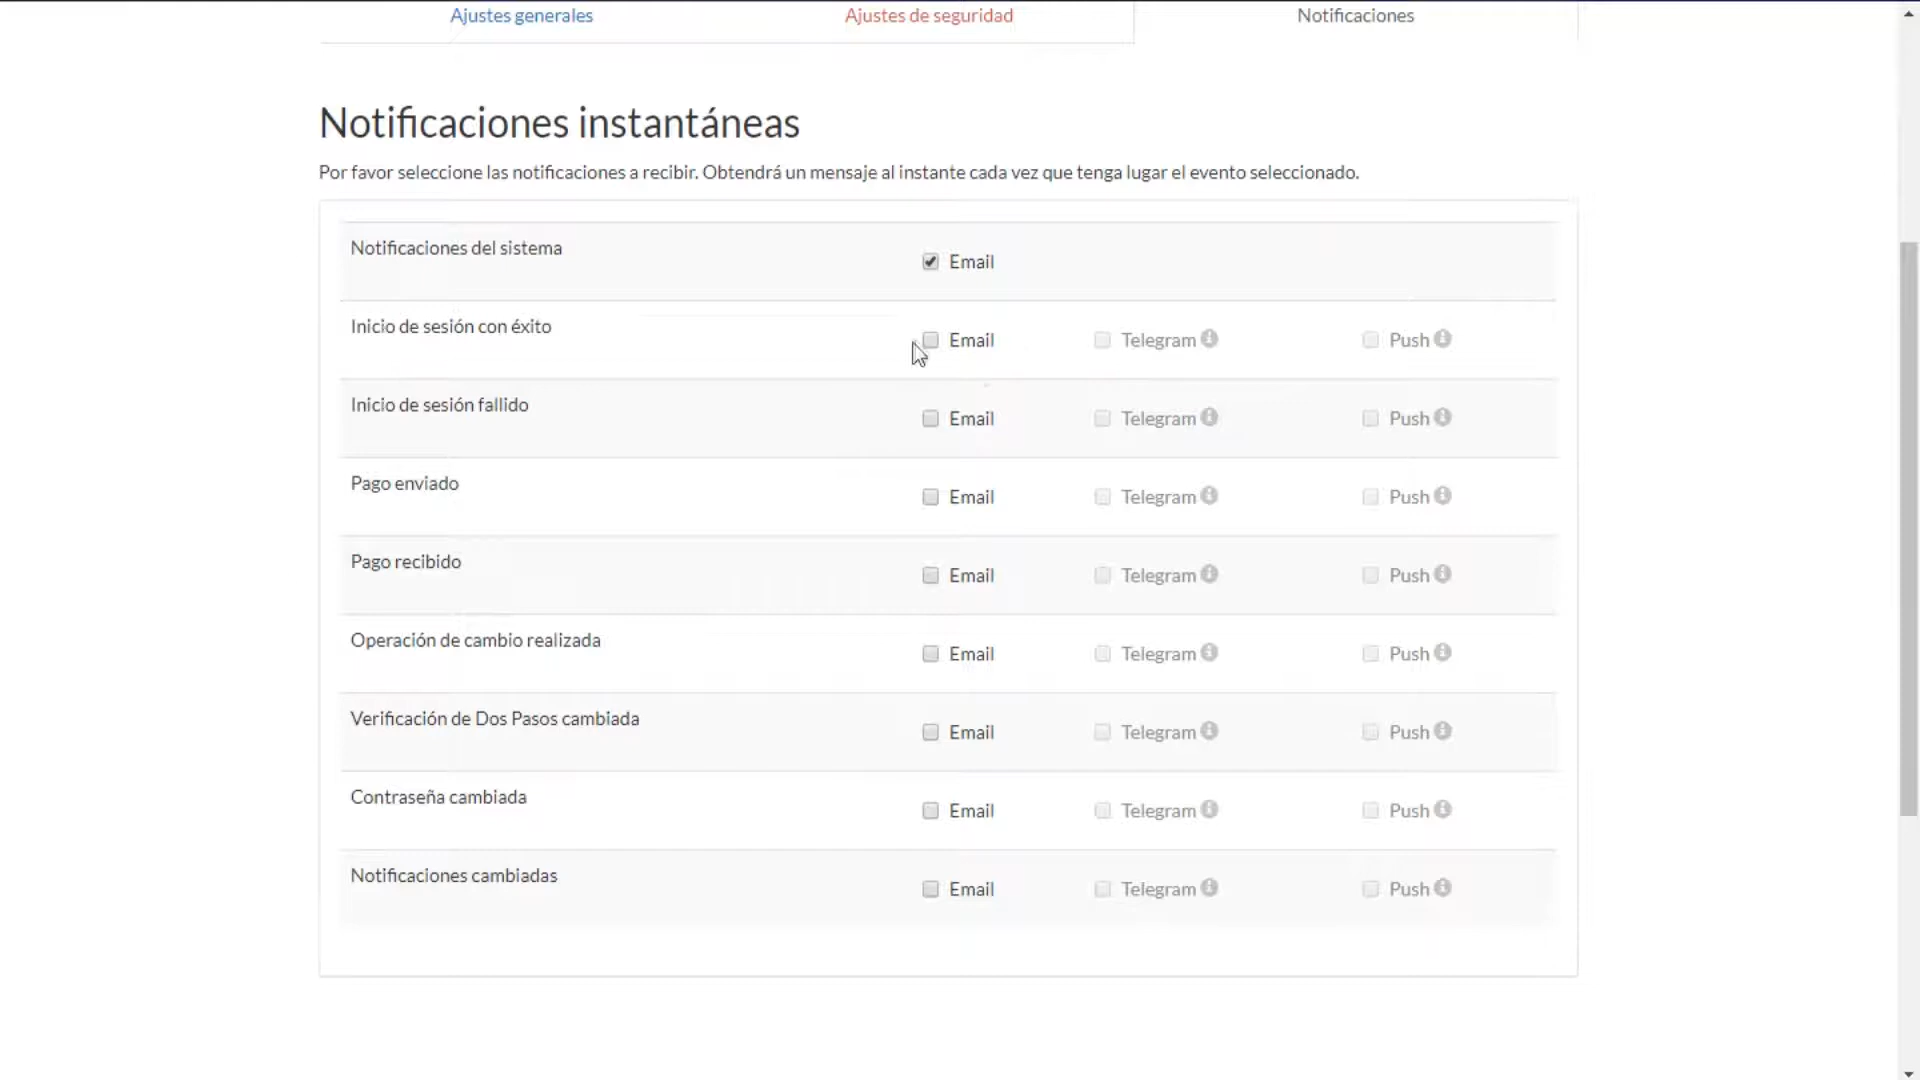 Ajustes generales Ajustes de seguridad Notificaciones
Notificaciones instantáneas
Por favor seleccione las notificaciones a recibir. Obtendrá un mensaje al instante cada vez que tenga lugar el evento seleccionado.
Notificaciones del sistema Email
Inicio de sesión con éxito Email Telegram Push
Inicio de sesión fallido Email Telegram Push
Pago enviado Email Telegram Push
Pago recibido Email Telegram Push
Operación de cambio realizada Email Telegram Push
Verificación de Dos Pasos cambiada Email Telegram Push
Contraseña cambiada Email Telegram Push
Notificaciones cambiadas Email Telegram Push